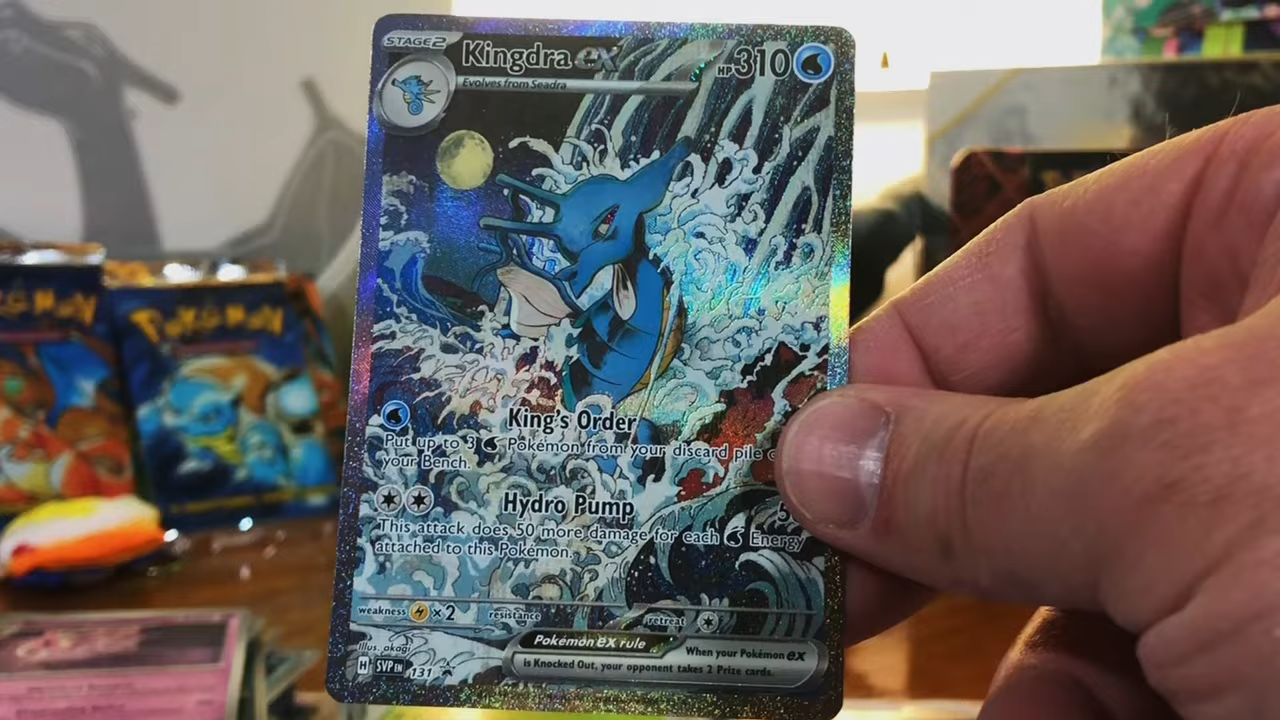 STAGE2
Kingdra ex
HP 310
Evolves from Seadra
POKéMON
POKéMON
King's Order
Put up to 3 Pokémon from your discard pile
your Bench.
Hydro Pump
This attack does 50 more damage for each Energy
attached to this Pokémon.
weakness ×2 resistance retreat
Illus. akagi
Pokémon ex rule
When your Pokémon ex
is Knocked Out, your opponent takes 2 Prize cards.
H SVP EN 131